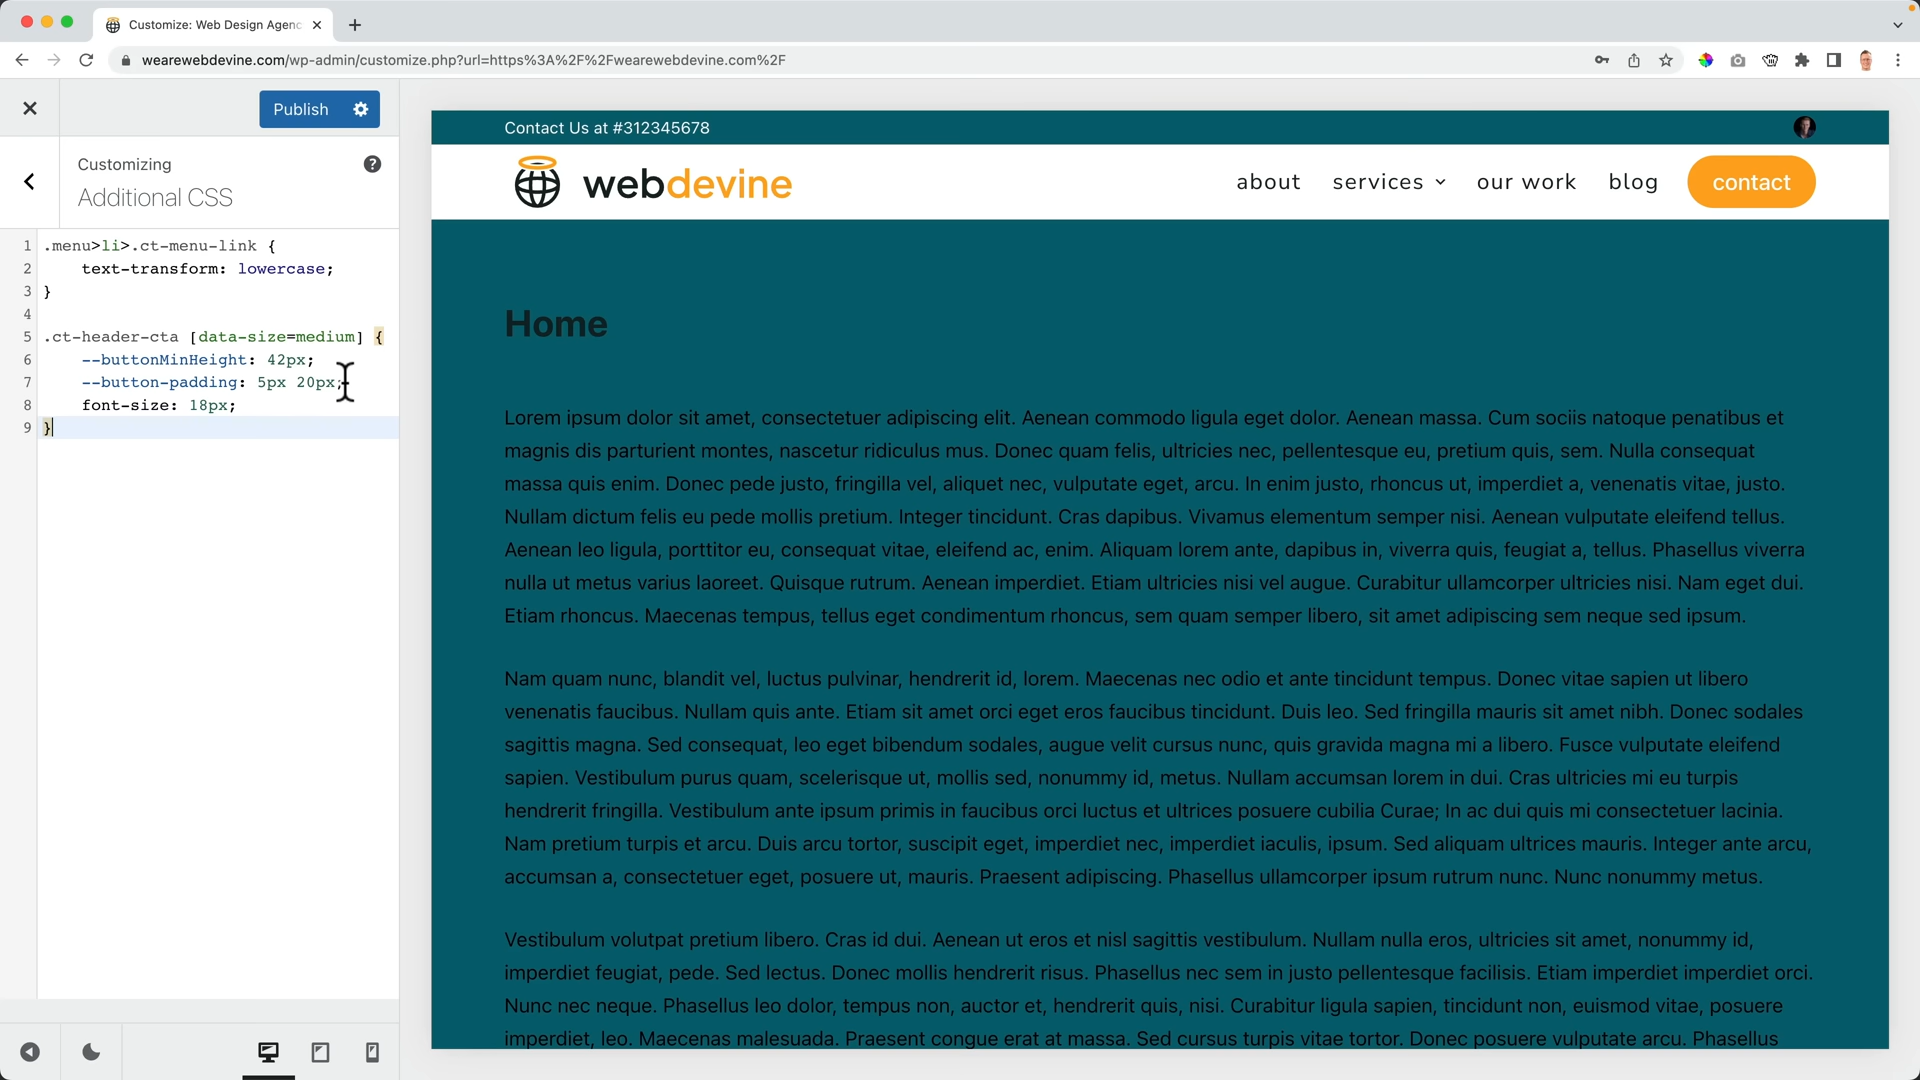 Customize: Web Design Agenc
wearewebdevine.com/wp-admin/customize.php?url=https%3A%2F%2Fwearewebdevine.com%2F
Publish
Customizing
Additional CSS
1 .menu>li>.ct-menu-link {
2 text-transform: lowercase;
3 }
4
5 .ct-header-cta [data-size=medium] {
6 --buttonMinHeight: 42px;
7 --button-padding: 5px 20px;
8 font-size: 18px;
9 }
Contact Us at #312345678
webdevine
about services our work blog contact
Home
Lorem ipsum dolor sit amet, consectetuer adipiscing elit. Aenean commodo ligula eget dolor. Aenean massa. Cum sociis natoque penatibus et
magnis dis parturient montes, nascetur ridiculus mus. Donec quam felis, ultricies nec, pellentesque eu, pretium quis, sem. Nulla consequat
massa quis enim. Donec pede justo, fringilla vel, aliquet nec, vulputate eget, arcu. In enim justo, rhoncus ut, imperdiet a, venenatis vitae, justo.
Nullam dictum felis eu pede mollis pretium. Integer tincidunt. Cras dapibus. Vivamus elementum semper nisi. Aenean vulputate eleifend tellus.
Aenean leo ligula, porttitor eu, consequat vitae, eleifend ac, enim. Aliquam lorem ante, dapibus in, viverra quis, feugiat a, tellus. Phasellus viverra
nulla ut metus varius laoreet. Quisque rutrum. Aenean imperdiet. Etiam ultricies nisi vel augue. Curabitur ullamcorper ultricies nisi. Nam eget dui.
Etiam rhoncus. Maecenas tempus, tellus eget condimentum rhoncus, sem quam semper libero, sit amet adipiscing sem neque sed ipsum.
Nam quam nunc, blandit vel, luctus pulvinar, hendrerit id, lorem. Maecenas nec odio et ante tincidunt tempus. Donec vitae sapien ut libero
venenatis faucibus. Nullam quis ante. Etiam sit amet orci eget eros faucibus tincidunt. Duis leo. Sed fringilla mauris sit amet nibh. Donec sodales
sagittis magna. Sed consequat, leo eget bibendum sodales, augue velit cursus nunc, quis gravida magna mi a libero. Fusce vulputate eleifend
sapien. Vestibulum purus quam, scelerisque ut, mollis sed, nonummy id, metus. Nullam accumsan lorem in dui. Cras ultricies mi eu turpis
hendrerit fringilla. Vestibulum ante ipsum primis in faucibus orci luctus et ultrices posuere cubilia Curae; In ac dui quis mi consectetuer lacinia.
Nam pretium turpis et arcu. Duis arcu tortor, suscipit eget, imperdiet nec, imperdiet iaculis, ipsum. Sed aliquam ultrices mauris. Integer ante arcu,
accumsan a, consectetuer eget, posuere ut, mauris. Praesent adipiscing. Phasellus ullamcorper ipsum rutrum nunc. Nunc nonummy metus.
Vestibulum volutpat pretium libero. Cras id dui. Aenean ut eros et nisl sagittis vestibulum. Nullam nulla eros, ultricies sit amet, nonummy id,
imperdiet feugiat, pede. Sed lectus. Donec mollis hendrerit risus. Phasellus nec sem in justo pellentesque facilisis. Etiam imperdiet imperdiet orci.
Nunc nec neque. Phasellus leo dolor, tempus non, auctor et, hendrerit quis, nisi. Curabitur ligula sapien, tincidunt non, euismod vitae, posuere
imperdiet, leo. Maecenas malesuada. Praesent congue erat at massa. Sed cursus turpis vitae tortor. Donec posuere vulputate arcu. Phasellus